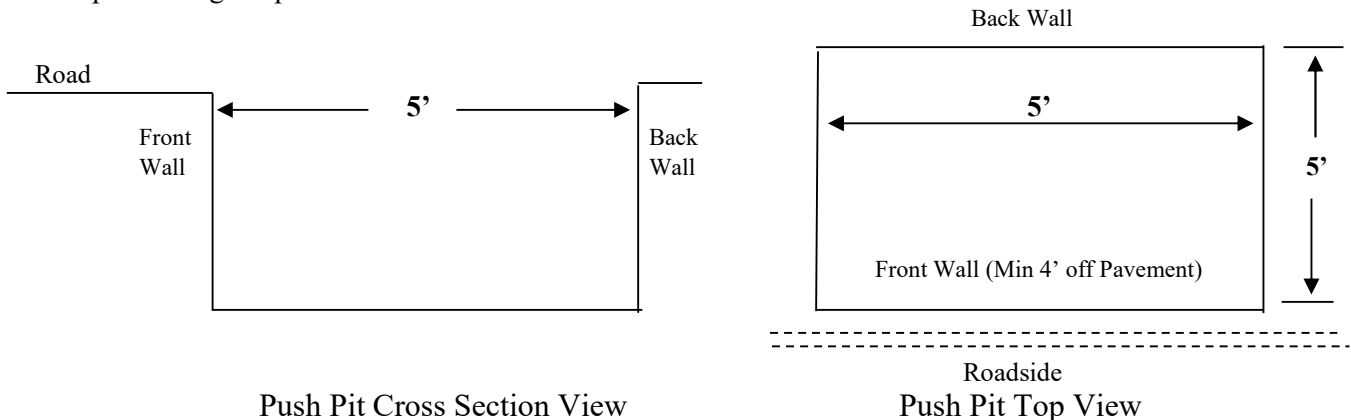 Back Wall
Road
5’
5’
Front
Wall
Back
Wall
5’
Front Wall (Min 4’ off Pavement)
Roadside
Push Pit Cross Section View
Push Pit Top View